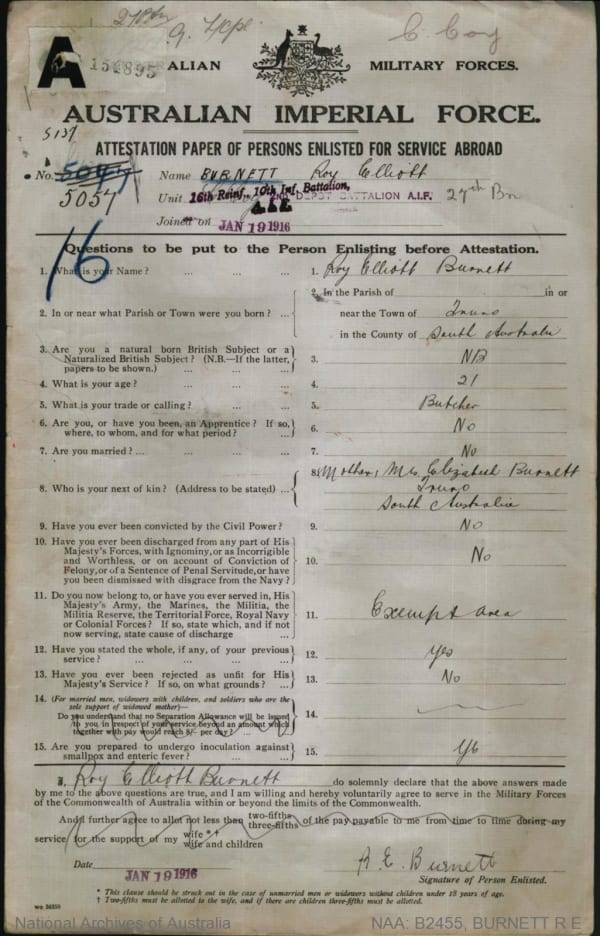 27th Bn
C. Coy
A 154895
ALIAN MILITARY FORCES.
AUSTRALIAN IMPERIAL FORCE.
ATTESTATION PAPER OF PERSONS ENLISTED FOR SERVICE ABROAD
5137
No. 5047 Name BURNETT Roy Elliott
5057 Unit 16th Reinf., 10th Inf. Battalion, 2ND DEPOT BATTALION A.I.F. 27th Bn
A.I.F.
Joined on JAN 19 1916
16
Questions to be put to the Person Enlisting before Attestation.
1. What is your Name? ... ... ... 1. Roy Elliott Burnett
2. In or near what Parish or Town were you born? ... 2. In the Parish of in or
near the Town of Truro
in the County of South Australia
3. Are you a natural born British Subject or a
Naturalized British Subject? (N.B.—If the latter,
papers to be shown.) ... ... 3. NB
4. What is your age? ... ... ... 4. 21
5. What is your trade or calling? ... ... 5. Butcher
6. Are you, or have you been, an Apprentice? If so,
where, to whom, and for what period? ... 6. No
7. Are you married? ... ... ... ... 7. No
8. Who is your next of kin? (Address to be stated) ... 8. Mother, Mrs Elizabeth Burnett
Truro
South Australia
9. Have you ever been convicted by the Civil Power? 9. No
10. Have you ever been discharged from any part of His
Majesty's Forces, with Ignominy, or as Incorrigible
and Worthless, or on account of Conviction of
Felony, or of a Sentence of Penal Servitude, or have
you been dismissed with disgrace from the Navy? 10. No
11. Do you now belong to, or have you ever served in, His
Majesty's Army, the Marines, the Militia, the
Militia Reserve, the Territorial Force, Royal Navy
or Colonial Forces? If so, state which, and if not
now serving, state cause of discharge ... 11. Exempt area
12. Have you stated the whole, if any, of your previous
service? ... ... ... ... 12. Yes
13. Have you ever been rejected as unfit for His
Majesty's Service? If so, on what grounds? ... 13. No
14. (For married men, widowers with children, and soldiers who are the
sole support of widowed mother)—
Do you understand that no Separation Allowance will be issued
to you in respect of your service beyond an amount which
together with pay would reach 8/- per day ... ... 14.
15. Are you prepared to undergo inoculation against
smallpox and enteric fever? ... ... 15. Yes
I, Roy Elliott Burnett do solemnly declare that the above answers made
by me to the above questions are true, and I am willing and hereby voluntarily agree to serve in the Military Forces
of the Commonwealth of Australia within or beyond the limits of the Commonwealth.
And I further agree to allot not less than two-fifths three-fifths of the pay payable to me from time to time during my
service for the support of my wife *† wife and children
Date JAN 19 1916 R. E. Burnett
Signature of Person Enlisted.
* This clause should be struck out in the case of unmarried men or widowers without children under 18 years of age.
† Two-fifths must be allotted to the wife, and if there are children three-fifths must be allotted.
National Archives of Australia NAA: B2455, BURNETT R E